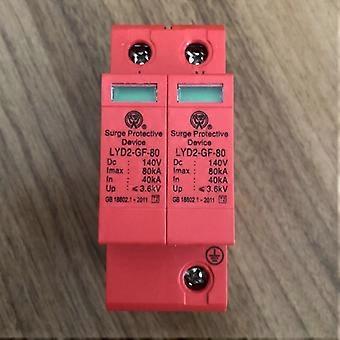 Surge Protective
Device
LYD2-GF-80
Dc : 140V
Imax : 80kA
In : 40kA
Up : ≤3.6kV
GB 18802.1-2011
Surge Protective
Device
LYD2-GF-80
Dc : 140V
Imax : 80kA
In : 40kA
Up : ≤3.6kV
GB 18802.1-2011